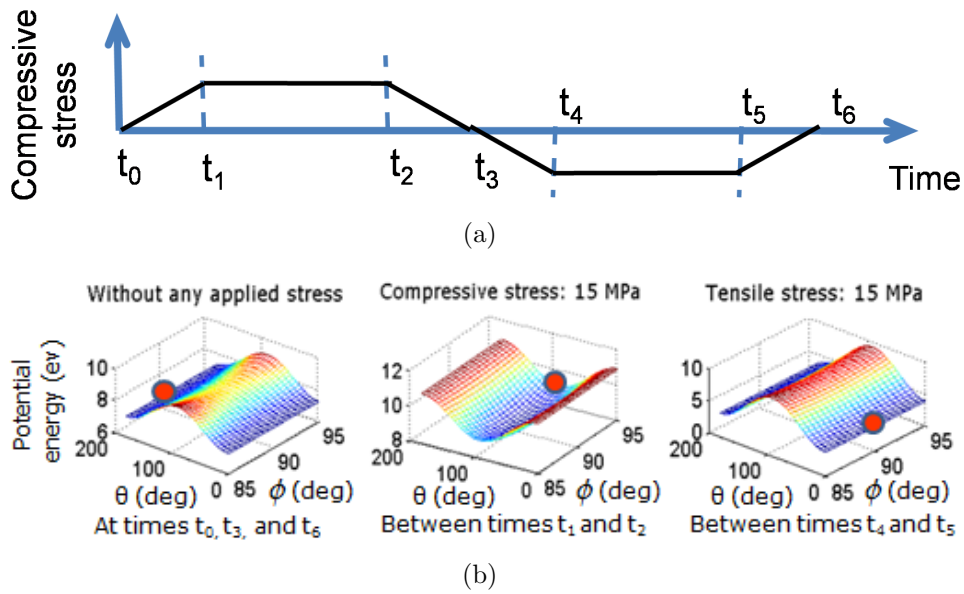 Compressive
stress
t₀
t₁
t₂
t₃
t₄
t₅
t₆
Time
(a)
Without any applied stress
Compressive stress: 15 MPa
Tensile stress: 15 MPa
Potential
energy (ev)
10
8
6
200
100
0
85
90
95
θ (deg)
ϕ (deg)
12
10
8
200
100
0
85
90
95
θ (deg)
ϕ (deg)
10
5
0
200
100
0
85
90
95
θ (deg)
ϕ (deg)
At times t₀, t₃, and t₆
Between times t₁ and t₂
Between times t₄ and t₅
(b)